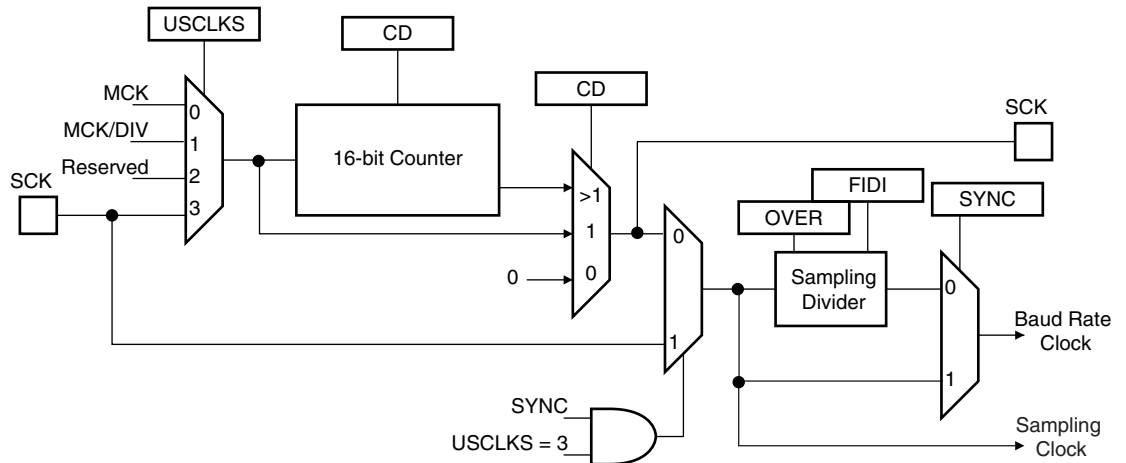 USCLKS
CD
MCK
0
MCK/DIV
1
Reserved
2
SCK
3
16-bit Counter
CD
>1
1
0
0
SCK
FIDI
OVER
SYNC
0
1
Sampling
Divider
0
1
Baud Rate
Clock
SYNC
USCLKS = 3
Sampling
Clock